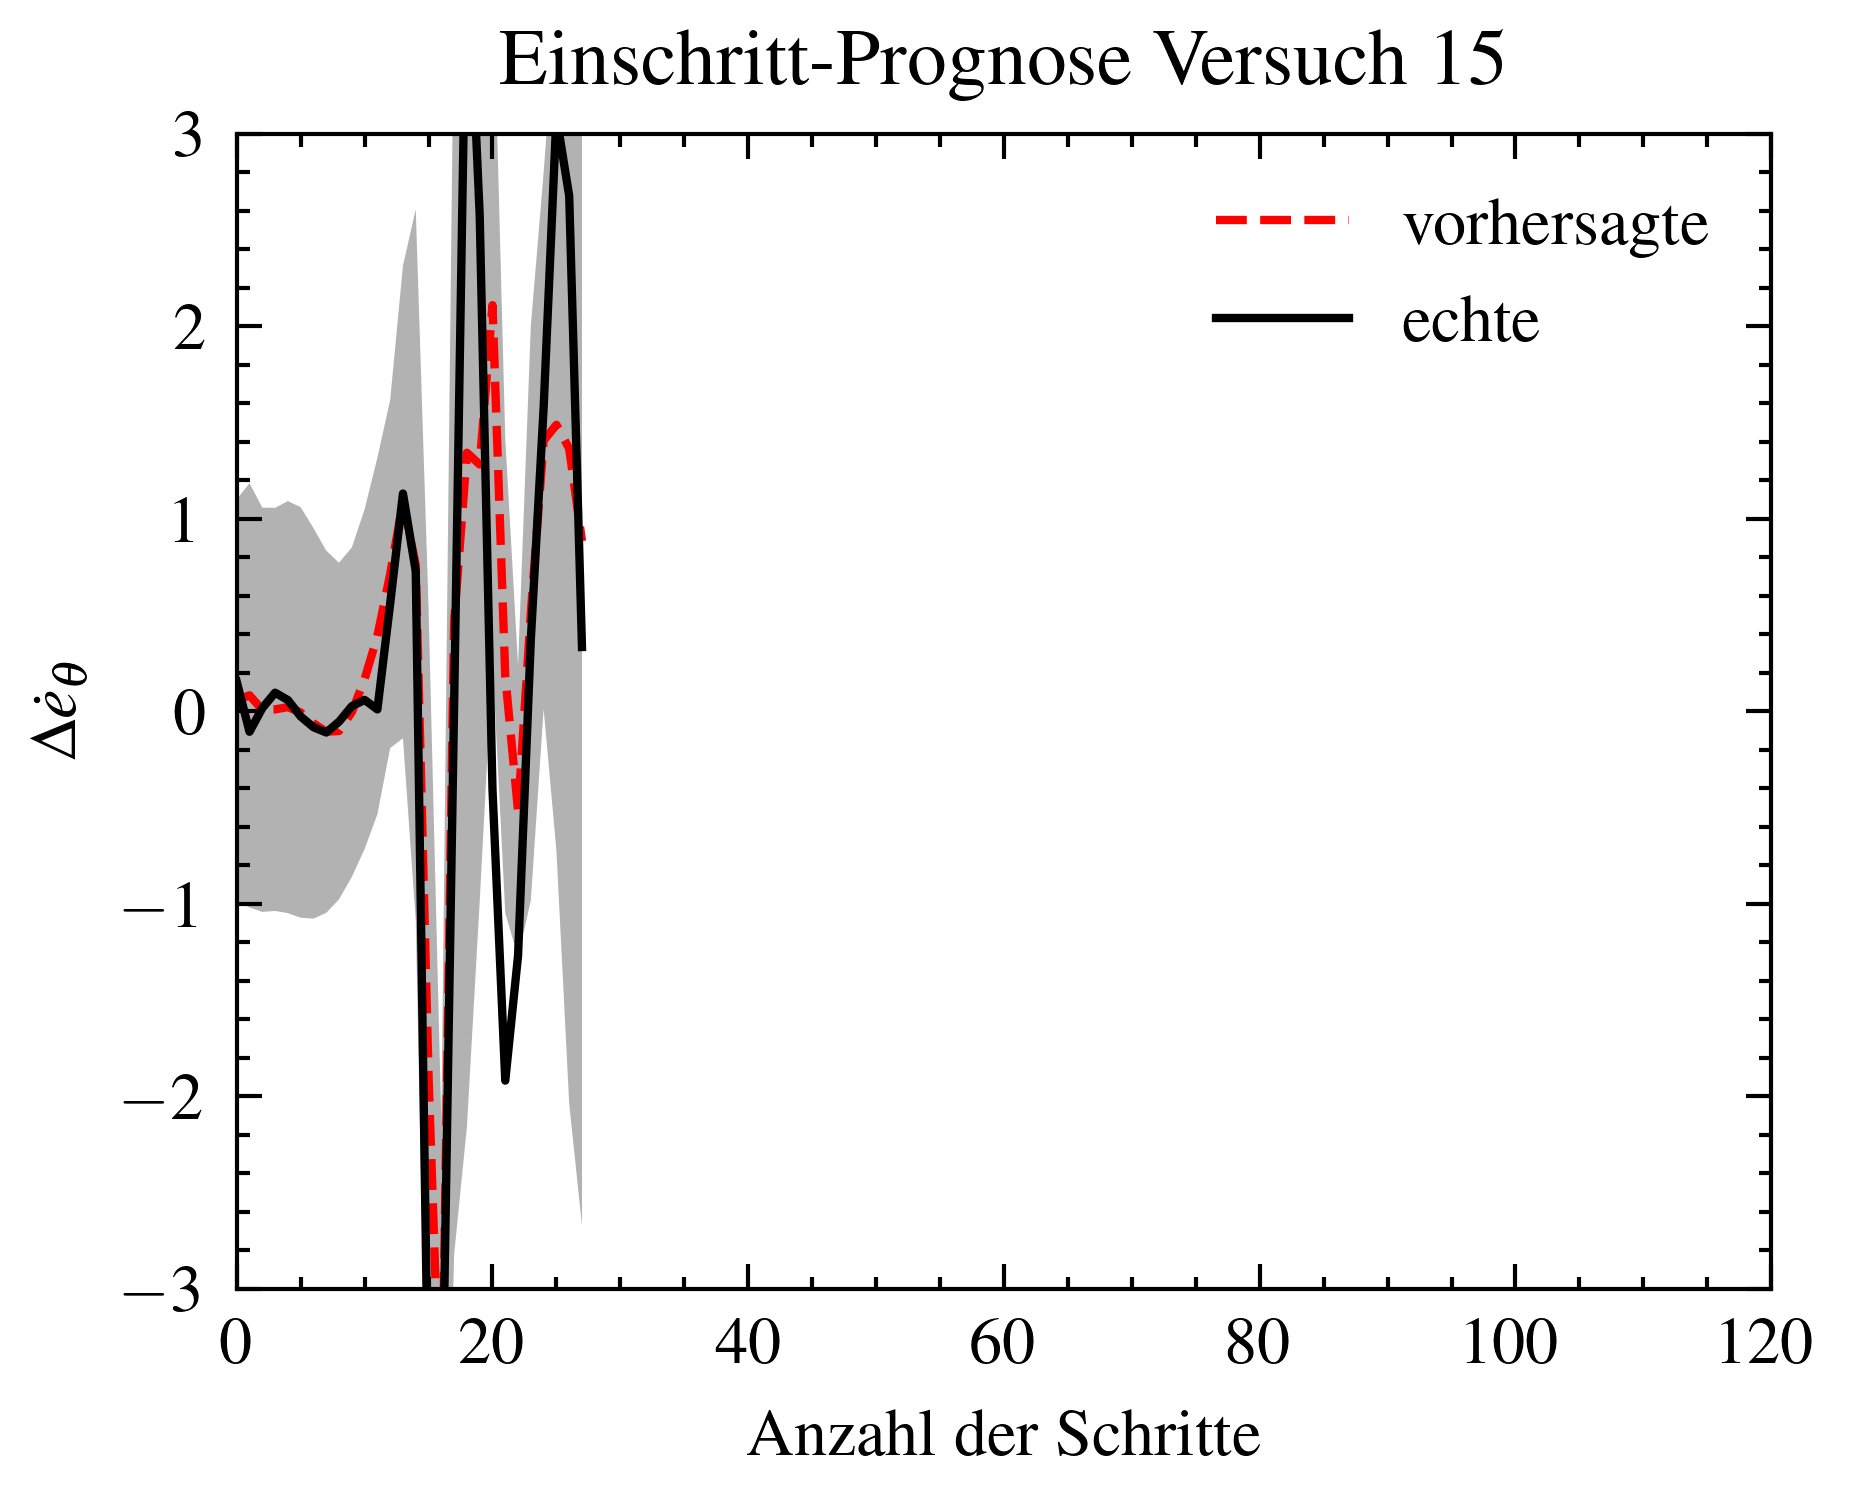 Einschritt-Prognose Versuch 15
3
2
1
0
−1
−2
−3
Δėθ
vorhersagte
echte
0 20 40 60 80 100 120
Anzahl der Schritte